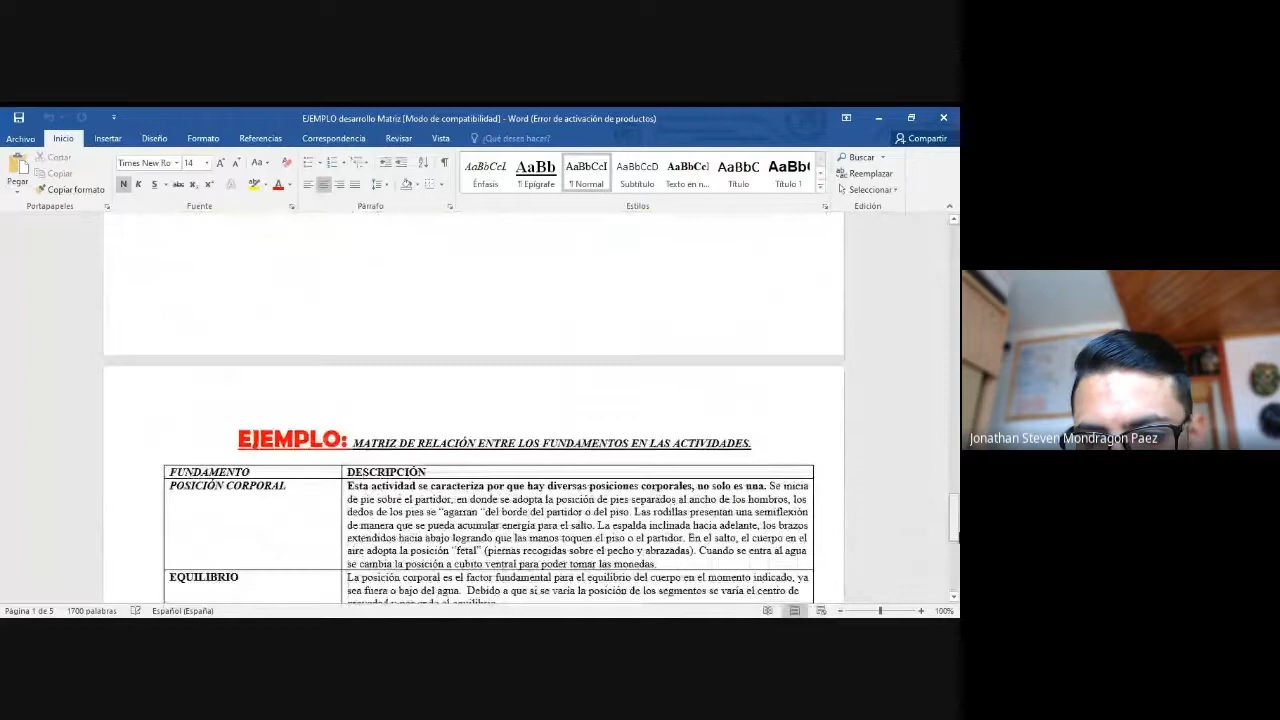 EJEMPLO desarrollo Matriz [Modo de compatibilidad] - Word (Error de activación de productos)
Archivo Inicio Insertar Diseño Formato Referencias Correspondencia Revisar Vista ¿Qué desea hacer? Compartir
Pegar
Cortar
Copiar
Copiar formato
Portapapeles
Times New Ro 14
N K S abc x₂ x²
Fuente
Párrafo
AaBbCcL AaBb AaBbCcI AaBbCcD AaBbCcI AaBbC AaBb(
Énfasis ¶ Epígrafe ¶ Normal Subtítulo Texto en n... Título Título 1
Estilos
Buscar
Reemplazar
Seleccionar
Edición
EJEMPLO: MATRIZ DE RELACIÓN ENTRE LOS FUNDAMENTOS EN LAS ACTIVIDADES.
FUNDAMENTO DESCRIPCIÓN
POSICIÓN CORPORAL Esta actividad se caracteriza por que hay diversas posiciones corporales, no solo es una. Se inicia
de pie sobre el partidor, en donde se adopta la posición de pies separados al ancho de los hombros, los
dedos de los pies se "agarran "del borde del partidor o del piso. Las rodillas presentan una semiflexión
de manera que se pueda acumular energía para el salto. La espalda inclinada hacia adelante, los brazos
extendidos hacia abajo logrando que las manos toquen el piso o el partidor. En el salto, el cuerpo en el
aire adopta la posición "fetal" (piernas recogidas sobre el pecho y abrazadas). Cuando se entra al agua
se cambia la posición a cubito ventral para poder tomar las monedas.
EQUILIBRIO La posición corporal es el factor fundamental para el equilibrio del cuerpo en el momento indicado, ya
sea fuera o bajo del agua. Debido a que si se varia la posición de los segmentos se varía el centro de
Página 1 de 5 1700 palabras Español (España) 100%
Jonathan Steven Mondragon Paez